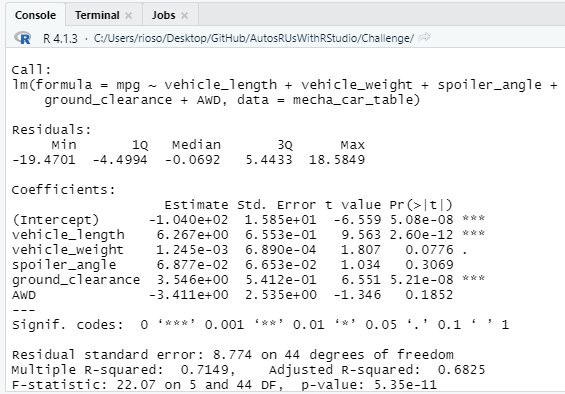 Console Terminal × Jobs ×
R R 4.1.3 · C:/Users/rioso/Desktop/GitHub/AutosRUsWithRStudio/Challenge/
Call:
lm(formula = mpg ~ vehicle_length + vehicle_weight + spoiler_angle +
    ground_clearance + AWD, data = mecha_car_table)
Residuals:
     Min       1Q   Median       3Q      Max
-19.4701  -4.4994  -0.0692   5.4433  18.5849
Coefficients:
                   Estimate Std. Error t value Pr(>|t|)
(Intercept)      -1.040e+02  1.585e+01  -6.559 5.08e-08 ***
vehicle_length    6.267e+00  6.553e-01   9.563 2.60e-12 ***
vehicle_weight    1.245e-03  6.890e-04   1.807   0.0776 .
spoiler_angle     6.877e-02  6.653e-02   1.034   0.3069
ground_clearance  3.546e+00  5.412e-01   6.551 5.21e-08 ***
AWD              -3.411e+00  2.535e+00  -1.346   0.1852
---
Signif. codes:  0 ‘***’ 0.001 ‘**’ 0.01 ‘*’ 0.05 ‘.’ 0.1 ‘ ’ 1
Residual standard error: 8.774 on 44 degrees of freedom
Multiple R-squared:  0.7149,    Adjusted R-squared:  0.6825
F-statistic: 22.07 on 5 and 44 DF,  p-value: 5.35e-11